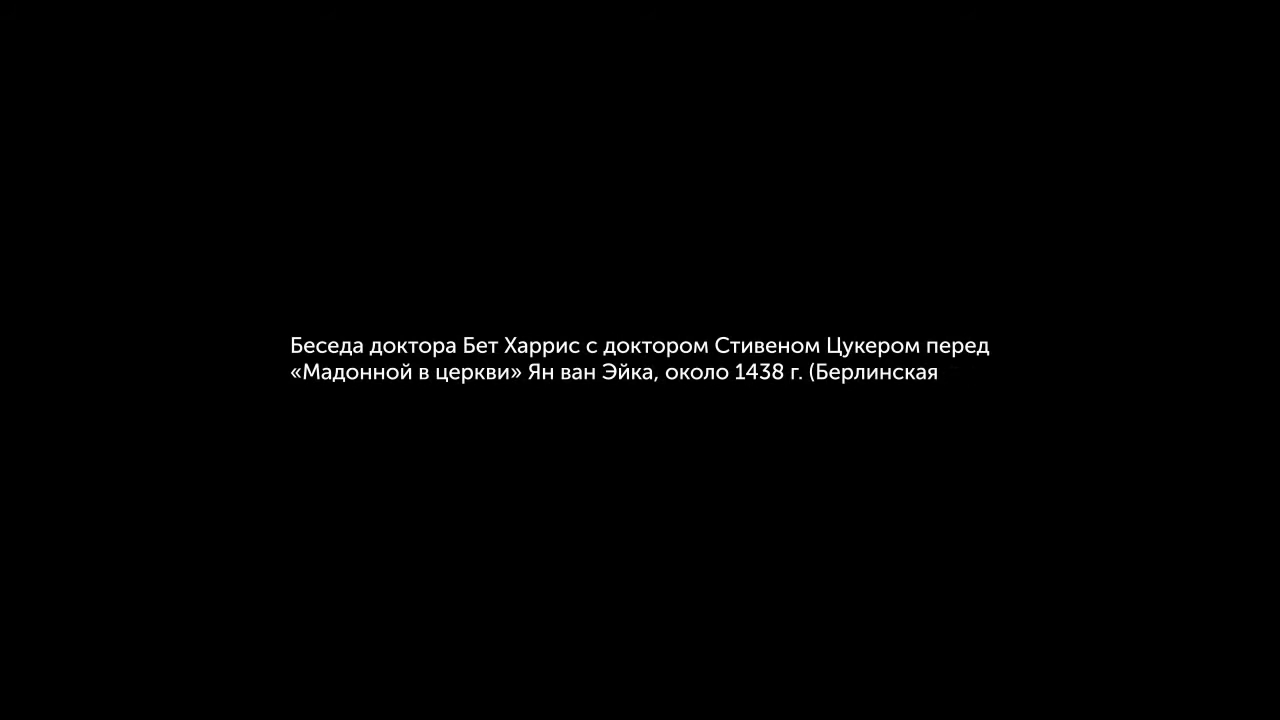 Беседа доктора Бет Харрис с доктором Стивеном Цукером перед
«Мадонной в церкви» Ян ван Эйка, около 1438 г. (Берлинская